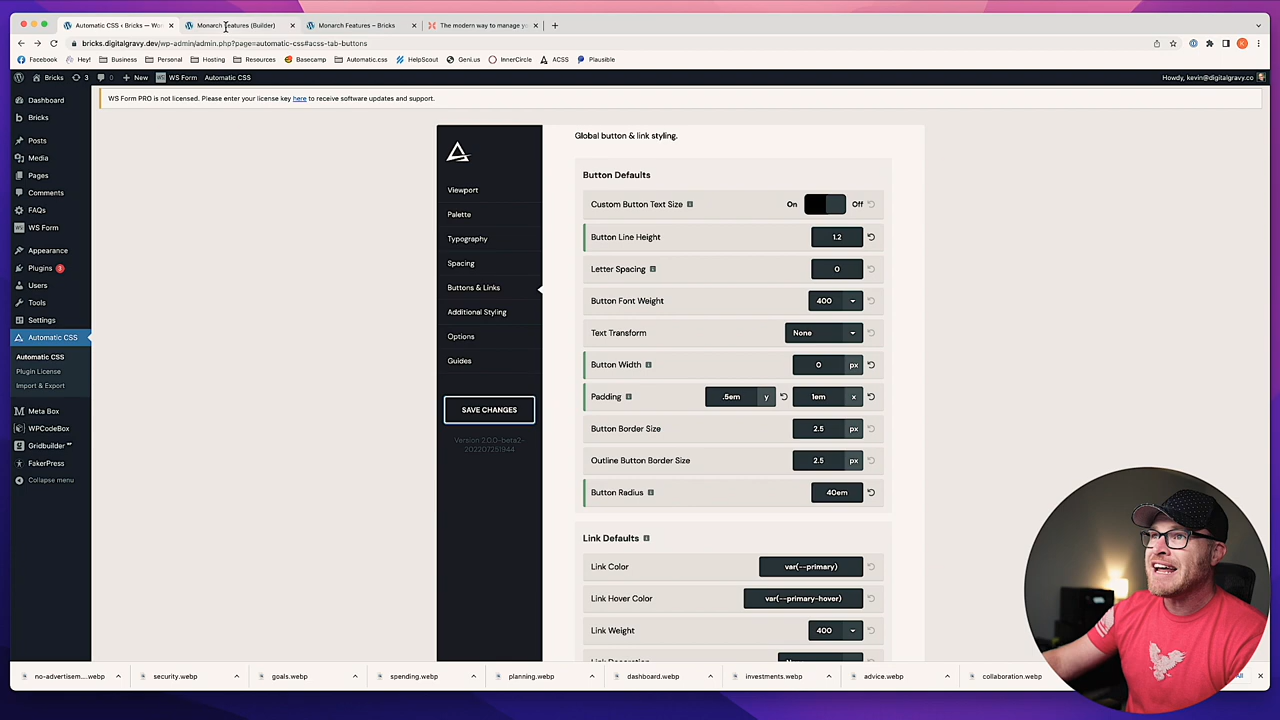 Automatic CSS ‹ Bricks — Wor
Monarch Features (Builder)
Monarch Features – Bricks
The modern way to manage yo
bricks.digitalgravy.dev/wp-admin/admin.php?page=automatic-css#acss-tab-buttons
Facebook
Hey!
Business
Personal
Hosting
Resources
Basecamp
Automatic.css
HelpScout
Geni.us
InnerCircle
ACSS
Plausible
Bricks
3
0
New
WS Form
Automatic CSS
Howdy, kevin@digitalgravy.co
Dashboard
Bricks
Posts
Media
Pages
Comments
FAQs
WS Form
Appearance
Plugins 3
Users
Tools
Settings
Automatic CSS
Automatic CSS
Plugin License
Import & Export
Meta Box
WPCodeBox
Gridbuilder
FakerPress
Collapse menu
WS Form PRO is not licensed. Please enter your license key here to receive software updates and support.
Viewport
Palette
Typography
Spacing
Buttons & Links
Additional Styling
Options
Guides
SAVE CHANGES
Version 2.0.0-beta2-
202207251944
Global button & link styling.
Button Defaults
Custom Button Text Size On Off
Button Line Height 1.2
Letter Spacing 0
Button Font Weight 400
Text Transform None
Button Width 0 px
Padding .5em y 1em x
Button Border Size 2.5 px
Outline Button Border Size 2.5 px
Button Radius 40em
Link Defaults
Link Color var(--primary)
Link Hover Color var(--primary-hover)
Link Weight 400
no-advertisem....webp
security.webp
goals.webp
spending.webp
planning.webp
dashboard.webp
investments.webp
advice.webp
collaboration.webp